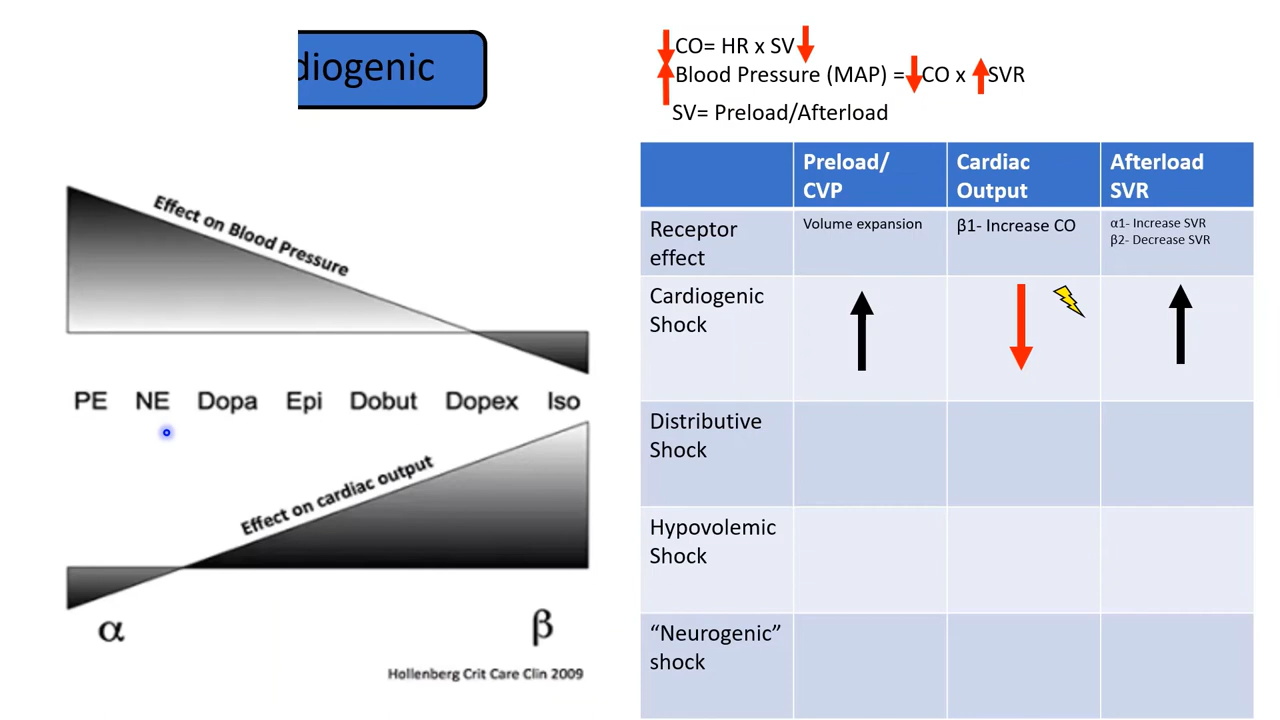 diogenic
CO= HR x SV
Blood Pressure (MAP) = CO x SVR
SV= Preload/Afterload
Effect on Blood Pressure
PE NE Dopa Epi Dobut Dopex Iso
Effect on cardiac output
α β
Hollenberg Crit Care Clin 2009
Preload/
CVP
Cardiac
Output
Afterload
SVR
Receptor
effect
Volume expansion
β1- Increase CO
α1- Increase SVR
β2- Decrease SVR
Cardiogenic
Shock
Distributive
Shock
Hypovolemic
Shock
“Neurogenic”
shock